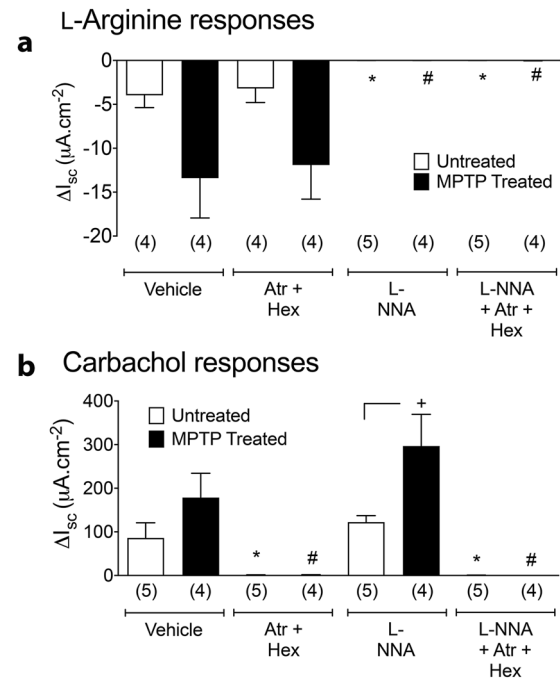 a
L-Arginine responses
ΔIsc (µA.cm-2)
0
-5
-10
-15
-20
* # * #
Untreated
MPTP Treated
(4) (4) (4) (4) (5) (4) (5) (4)
Vehicle
Atr +
Hex
L-
NNA
L-NNA
+ Atr +
Hex
b
Carbachol responses
ΔIsc (µA.cm-2)
400
300
200
100
0
Untreated
MPTP Treated
* # + * #
(5) (4) (5) (4) (5) (4) (5) (4)
Vehicle
Atr +
Hex
L-
NNA
L-NNA
+ Atr +
Hex